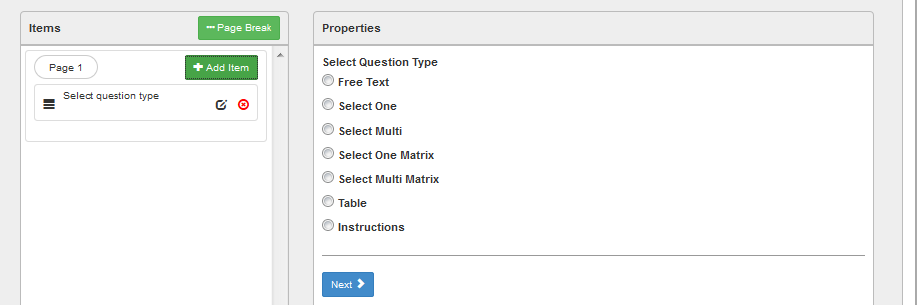 Items
Page Break
Page 1
Add Item
Select question type
Properties
Select Question Type
Free Text
Select One
Select Multi
Select One Matrix
Select Multi Matrix
Table
Instructions
Next